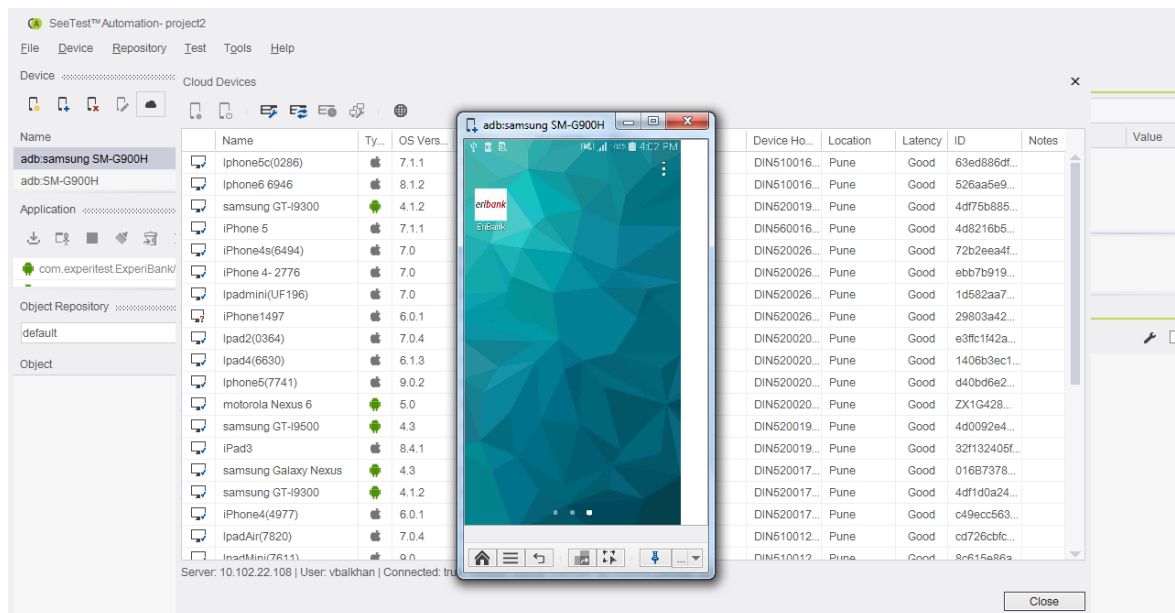 SeeTest™Automation- project2
File Device Repository Test Tools Help
Device
Cloud Devices
Name
adb:samsung SM-G900H
adb:SM-G900H
Application
com.experitest.ExperiBank/
Object Repository
default
Object
Name Ty... OS Vers... Device Ho... Location Latency ID Notes
Iphone5c(0286) 7.1.1 DIN510016... Pune Good 63ed886df...
Iphone6 6946 8.1.2 DIN510016... Pune Good 526aa5e9...
samsung GT-I9300 4.1.2 DIN520019... Pune Good 4df75b885...
iPhone 5 7.1.1 DIN560016... Pune Good 4d8216b5...
iPhone4s(6494) 7.0 DIN520026... Pune Good 72b2eea4f...
iPhone 4- 2776 7.0 DIN520026... Pune Good ebb7b919...
Ipadmini(UF196) 7.0 DIN520026... Pune Good 1d582aa7...
iPhone1497 6.0.1 DIN520026... Pune Good 29803a42...
Ipad2(0364) 7.0.4 DIN520020... Pune Good e3ffc1f42a...
Ipad4(6630) 6.1.3 DIN520020... Pune Good 1406b3ec1...
Iphone5(7741) 9.0.2 DIN520020... Pune Good d40bd6e2...
motorola Nexus 6 5.0 DIN520020... Pune Good ZX1G428...
samsung GT-I9500 4.3 DIN520019... Pune Good 4d0092e4...
iPad3 8.4.1 DIN520019... Pune Good 32f132405f...
samsung Galaxy Nexus 4.3 DIN520017... Pune Good 016B7378...
samsung GT-I9300 4.1.2 DIN520017... Pune Good 4df1d0a24...
iPhone4(4977) 6.0.1 DIN520017... Pune Good c49ecc563...
IpadAir(7820) 7.0.4 DIN510012... Pune Good cd726cbfc...
IpadMini(7611) 9.0 DIN510012... Pune Good 8c615e86a...
adb:samsung SM-G900H
4:02 PM
eribank
EriBank
...
Value
Server: 10.102.22.108 | User: vbalkhan | Connected: tru
Close